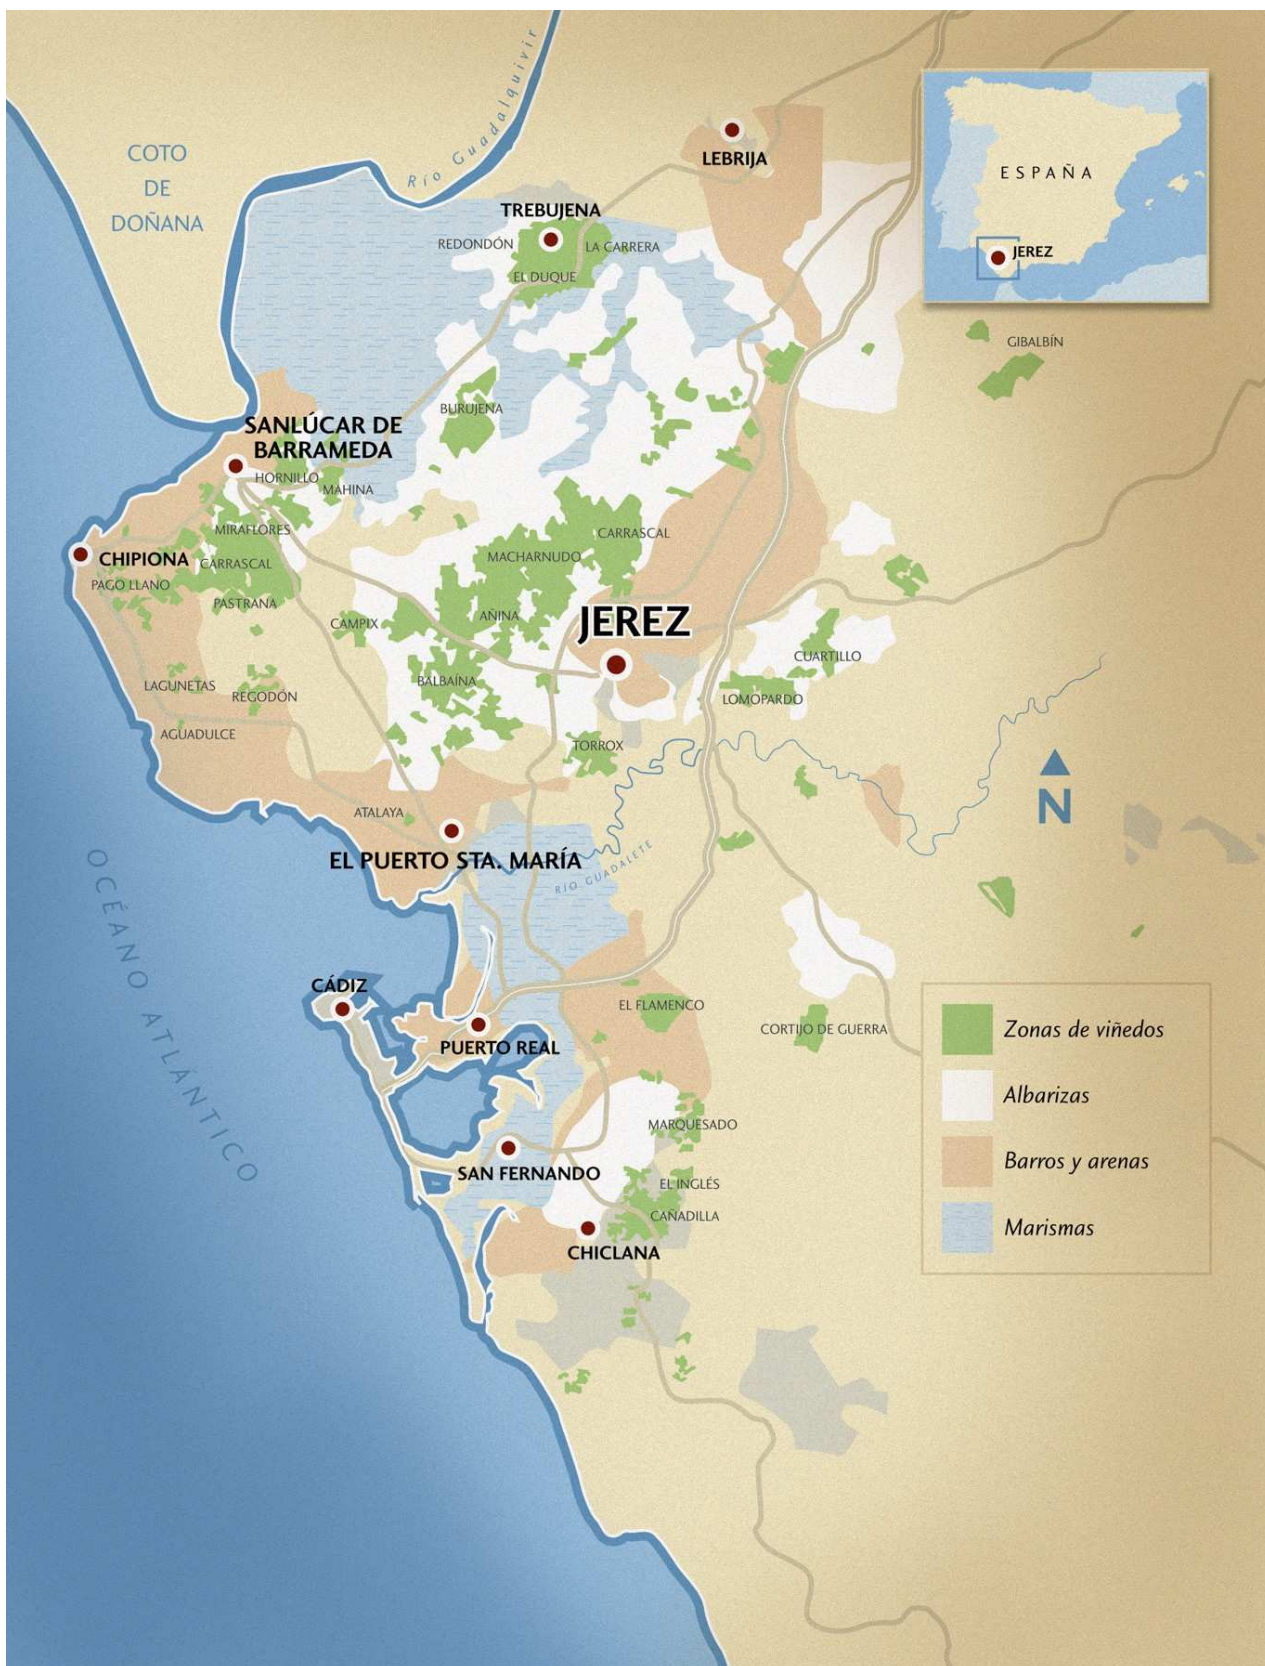 COTO
DE
DOÑANA
Río Guadalquivir
LEBRIJA
ESPAÑA
JEREZ
TREBUJENA
REDONDÓN
LA CARRERA
EL DUQUE
GIBALBÍN
BURUJENA
SANLÚCAR DE
BARRAMEDA
HORNILLO
MAHINA
MIRAFLORES
CARRASCAL
MACHARNUDO
CHIPIONA
CARRASCAL
PAGO LLANO
PASTRANA
CAMPIX
AÑINA
JEREZ
CUARTILLO
BALBAÍNA
LAGUNETAS
REGODÓN
LOMOPARDO
AGUADULCE
TORROX
ATALAYA
N
EL PUERTO STA. MARÍA
RÍO GUADALETE
OCÉANO ATLÁNTICO
CÁDIZ
EL FLAMENCO
CORTIJO DE GUERRA
PUERTO REAL
MARQUESADO
SAN FERNANDO
EL INGLÉS
CAÑADILLA
CHICLANA
Zonas de viñedos
Albarizas
Barros y arenas
Marismas